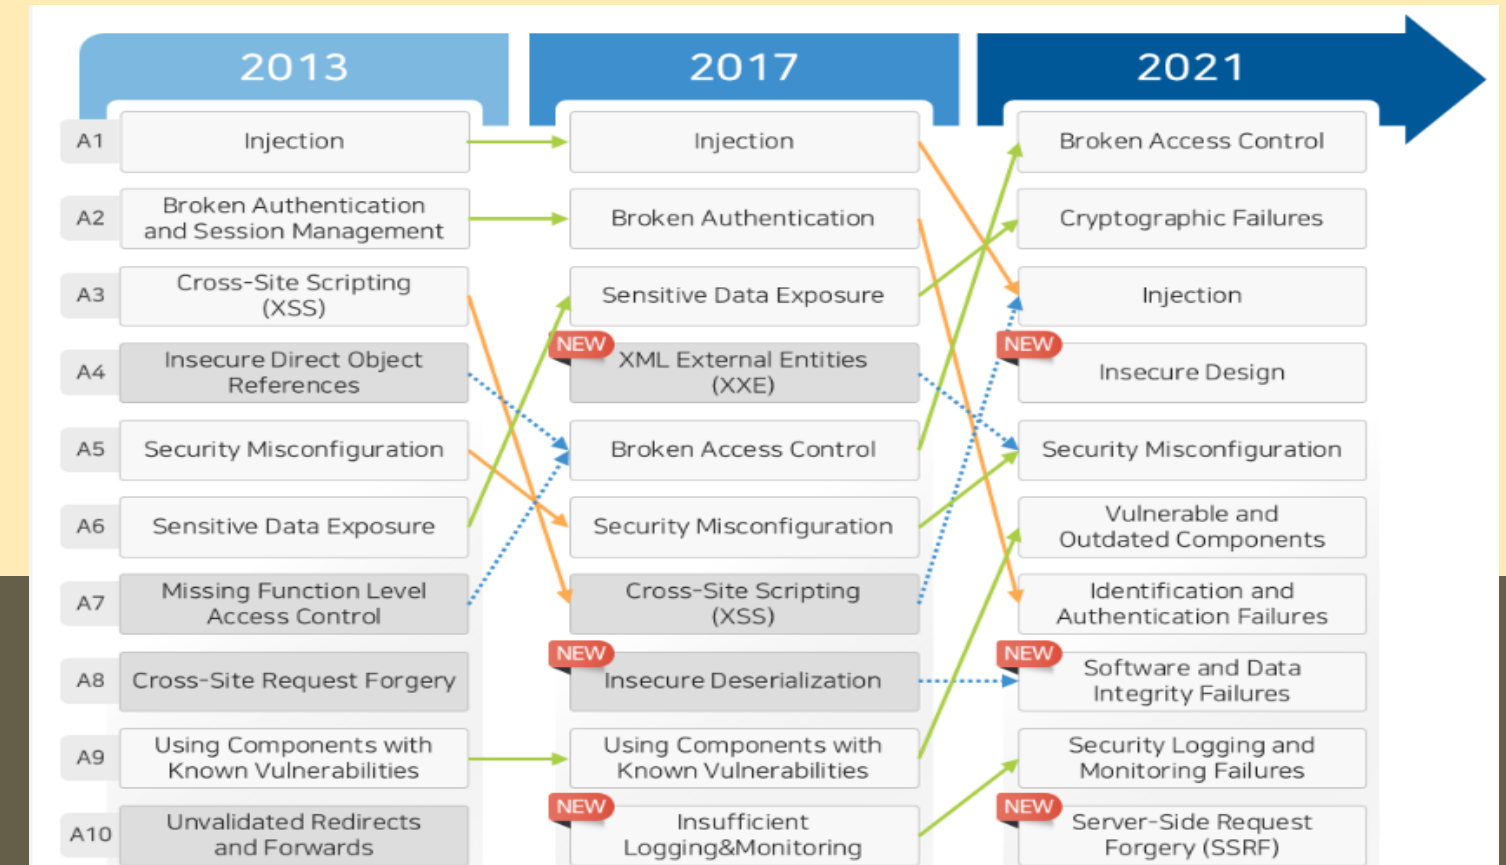 2013
2017
2021
A1
Injection
Injection
Broken Access Control
A2
Broken Authentication
and Session Management
Broken Authentication
Cryptographic Failures
A3
Cross-Site Scripting
(XSS)
Sensitive Data Exposure
Injection
A4
Insecure Direct Object
References
NEW
XML External Entities
(XXE)
NEW
Insecure Design
A5
Security Misconfiguration
Broken Access Control
Security Misconfiguration
A6
Sensitive Data Exposure
Security Misconfiguration
Vulnerable and
Outdated Components
A7
Missing Function Level
Access Control
Cross-Site Scripting
(XSS)
Identification and
Authentication Failures
A8
Cross-Site Request Forgery
NEW
Insecure Deserialization
NEW
Software and Data
Integrity Failures
A9
Using Components with
Known Vulnerabilities
Using Components with
Known Vulnerabilities
Security Logging and
Monitoring Failures
A10
Unvalidated Redirects
and Forwards
NEW
Insufficient
Logging&Monitoring
NEW
Server-Side Request
Forgery (SSRF)